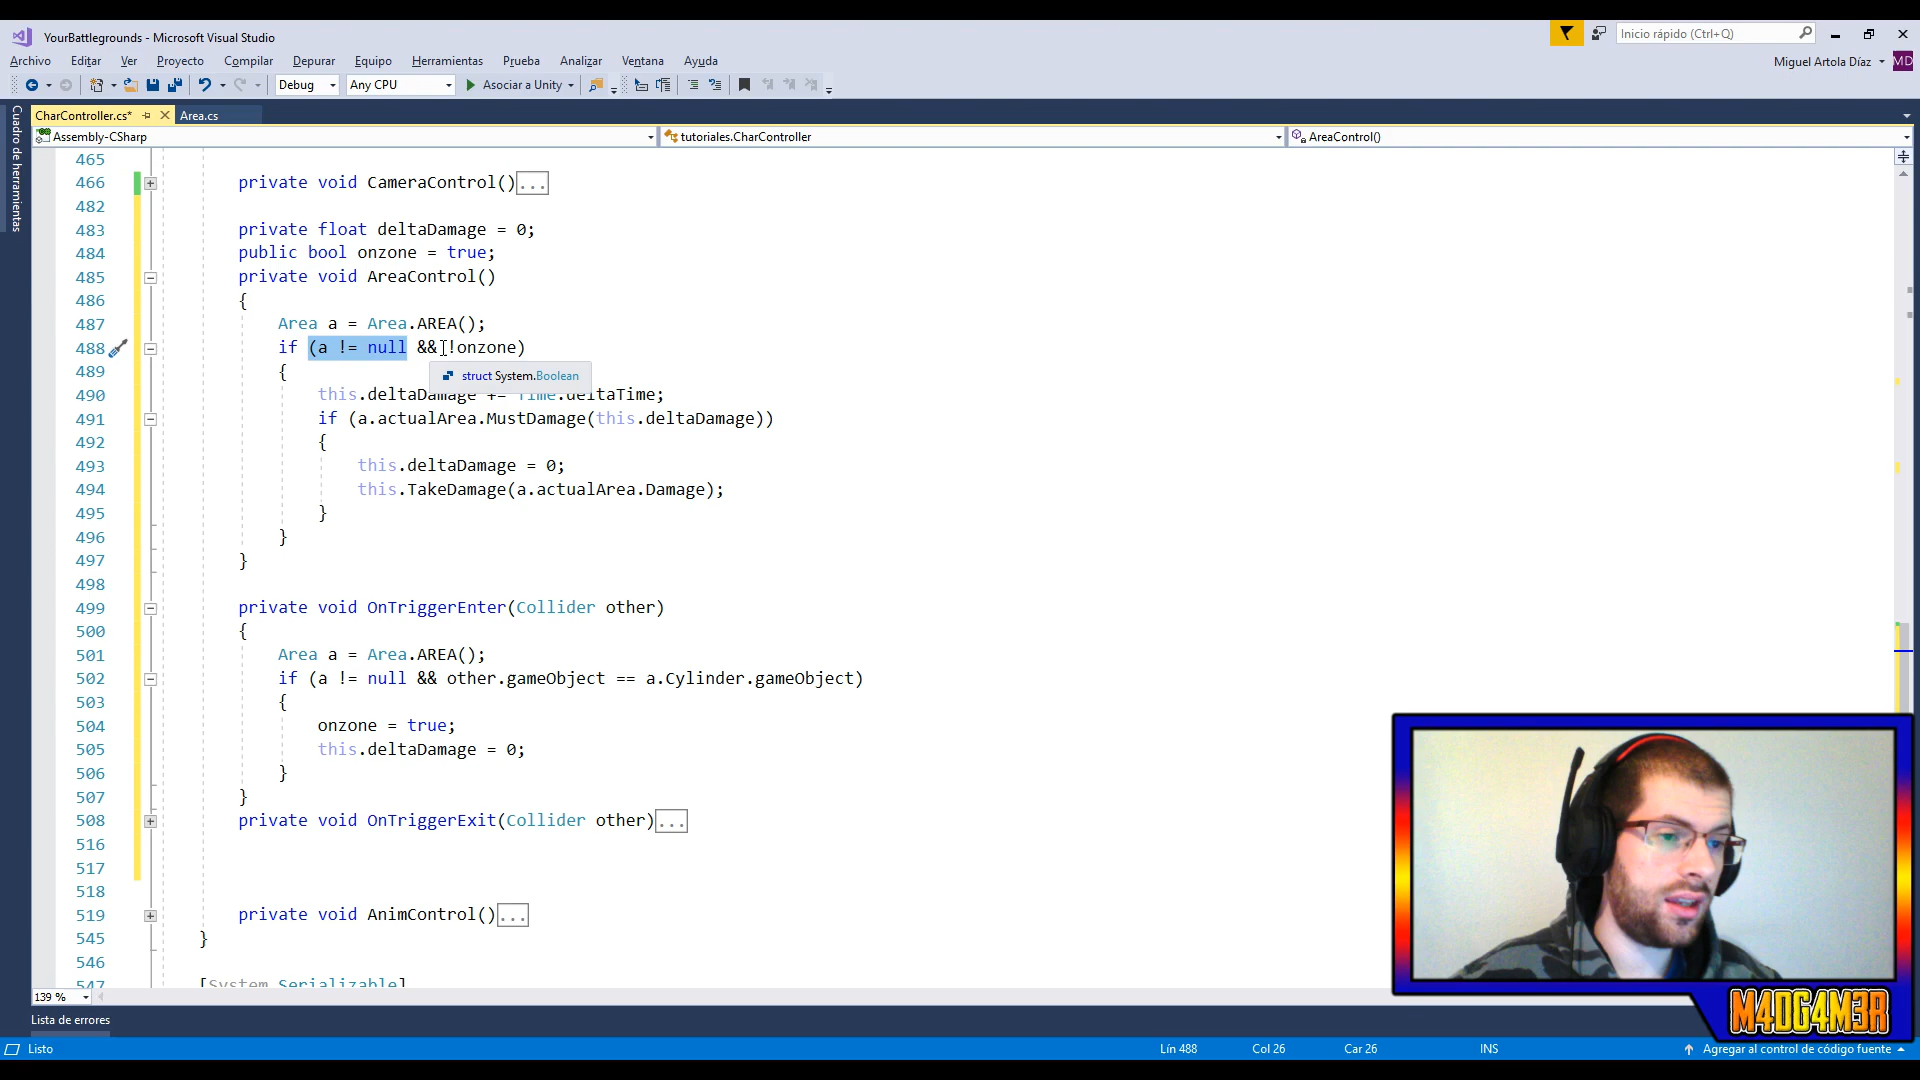 YourBattlegrounds - Microsoft Visual Studio
Inicio rápido (Ctrl+Q)
Archivo Editar Ver Proyecto Compilar Depurar Equipo Herramientas Prueba Analizar Ventana Ayuda
Miguel Artola Díaz MD
Debug Any CPU Asociar a Unity
CharController.cs* Area.cs
Cuadro de herramientas
Assembly-CSharp tutoriales.CharController AreaControl()
465
466 private void CameraControl()...
482
483 private float deltaDamage = 0;
484 public bool onzone = true;
485 private void AreaControl()
486 {
487 Area a = Area.AREA();
488 if (a != null && !onzone)
489 {
struct System.Boolean
490 this.deltaDamage += Time.deltaTime;
491 if (a.actualArea.MustDamage(this.deltaDamage))
492 {
493 this.deltaDamage = 0;
494 this.TakeDamage(a.actualArea.Damage);
495 }
496 }
497 }
498
499 private void OnTriggerEnter(Collider other)
500 {
501 Area a = Area.AREA();
502 if (a != null && other.gameObject == a.Cylinder.gameObject)
503 {
504 onzone = true;
505 this.deltaDamage = 0;
506 }
507 }
508 private void OnTriggerExit(Collider other)...
516
517
518
519 private void AnimControl()...
545 }
546
547 [System.Serializable]
139 %
Lista de errores
Listo Lín 488 Col 26 Car 26 INS Agregar al control de código fuente
M4DG4M3R